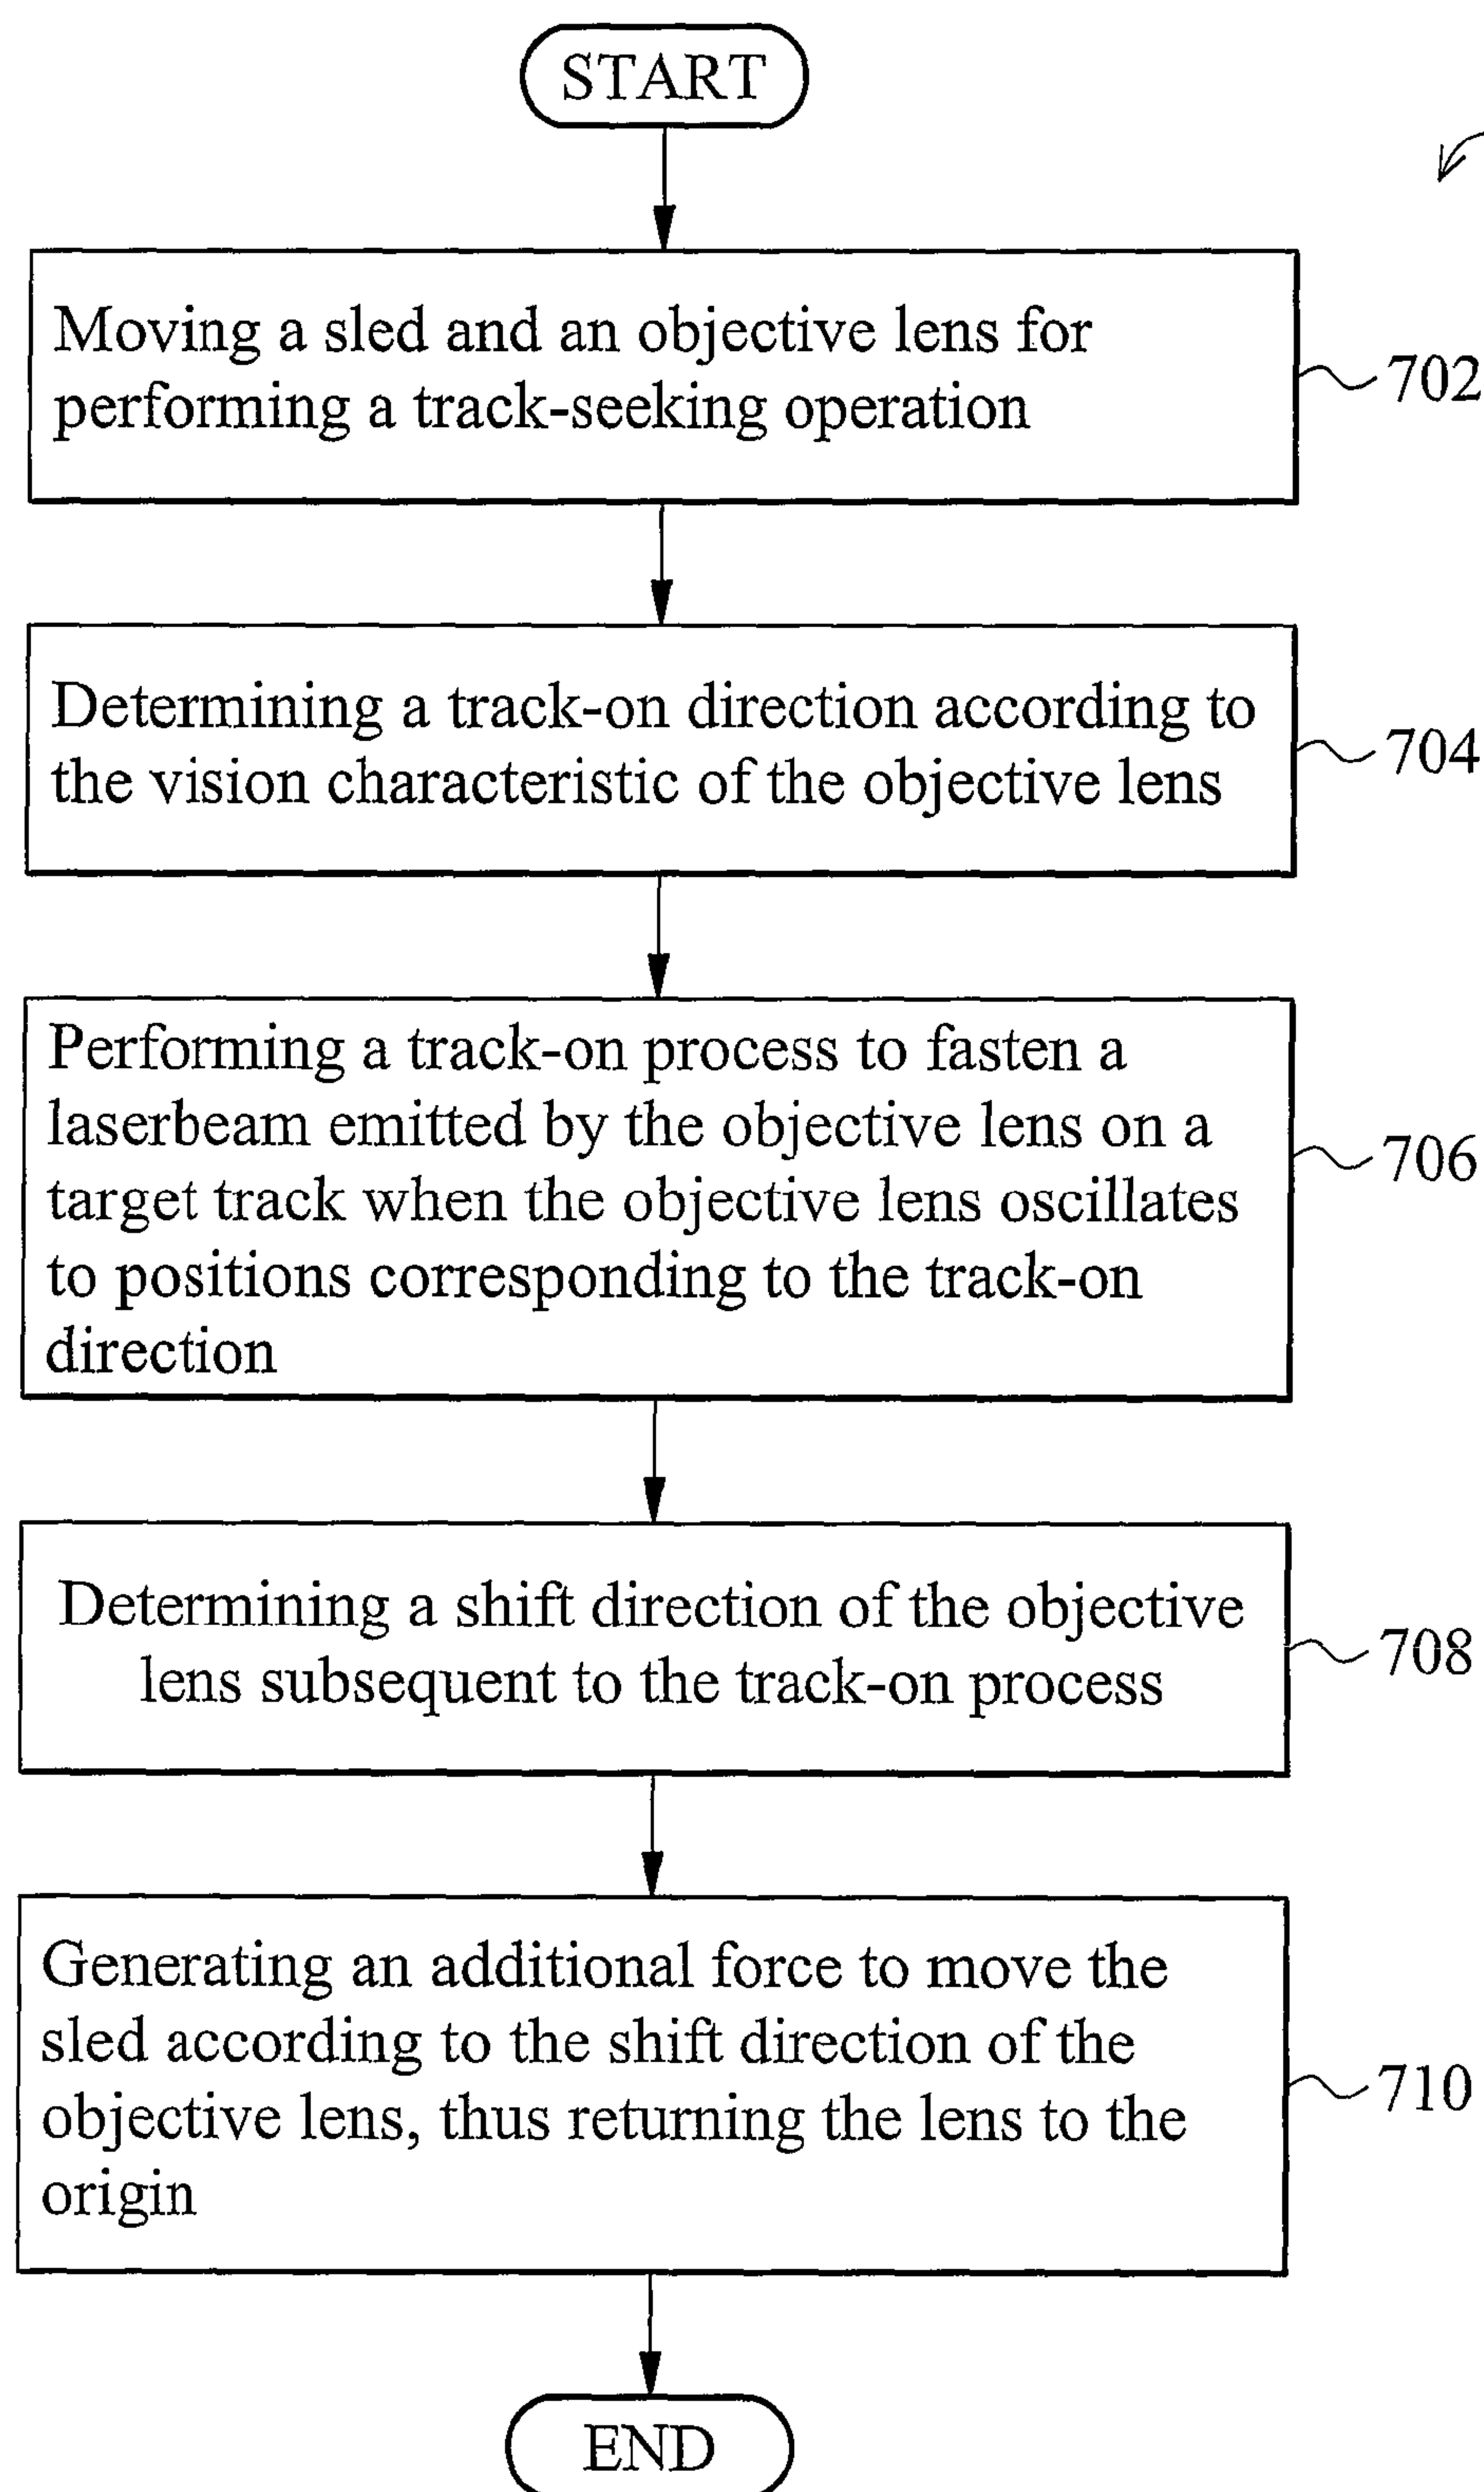 START
Moving a sled and an objective lens for
performing a track-seeking operation
702
Determining a track-on direction according to
the vision characteristic of the objective lens
704
Performing a track-on process to fasten a
laserbeam emitted by the objective lens on a
target track when the objective lens oscillates
to positions corresponding to the track-on
direction
706
Determining a shift direction of the objective
lens subsequent to the track-on process
708
Generating an additional force to move the
sled according to the shift direction of the
objective lens, thus returning the lens to the
origin
710
END